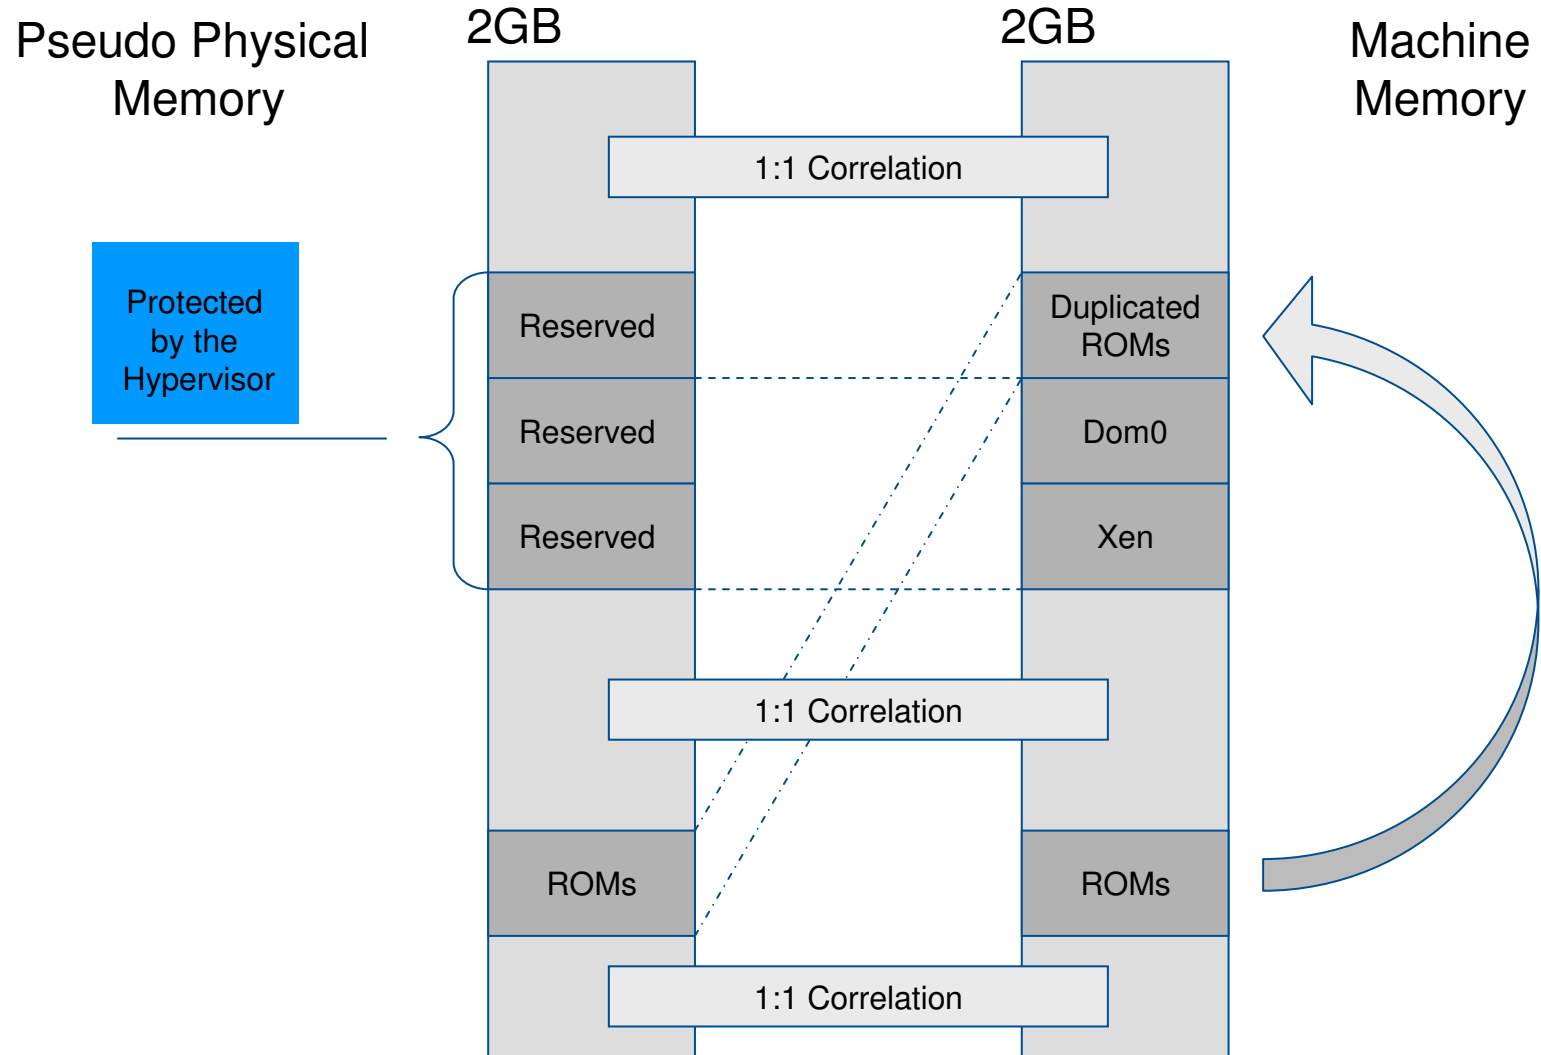 Pseudo Physical
Memory
2GB
2GB
Machine
Memory
1:1 Correlation
Protected
by the
Hypervisor
Reserved
Duplicated
ROMs
Reserved
Dom0
Reserved
Xen
1:1 Correlation
ROMs
ROMs
1:1 Correlation